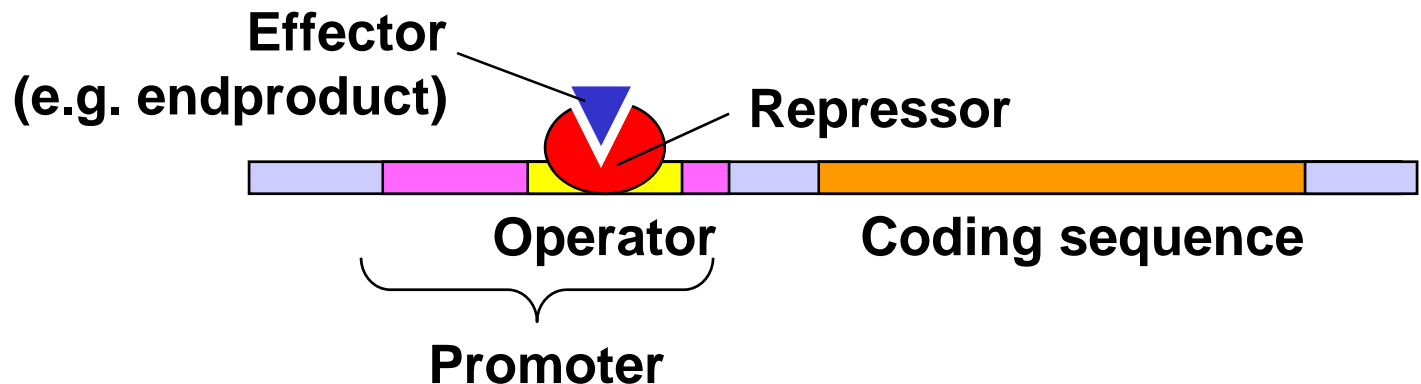 Effector
(e.g. endproduct)
Repressor
Operator
Coding sequence
Promoter